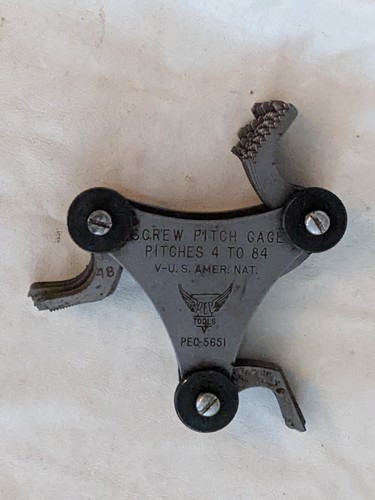 SCREW PITCH GAGE
PITCHES 4 TO 84
V-U.S. AMER. NAT.
TOOLS
PEC-5651
48